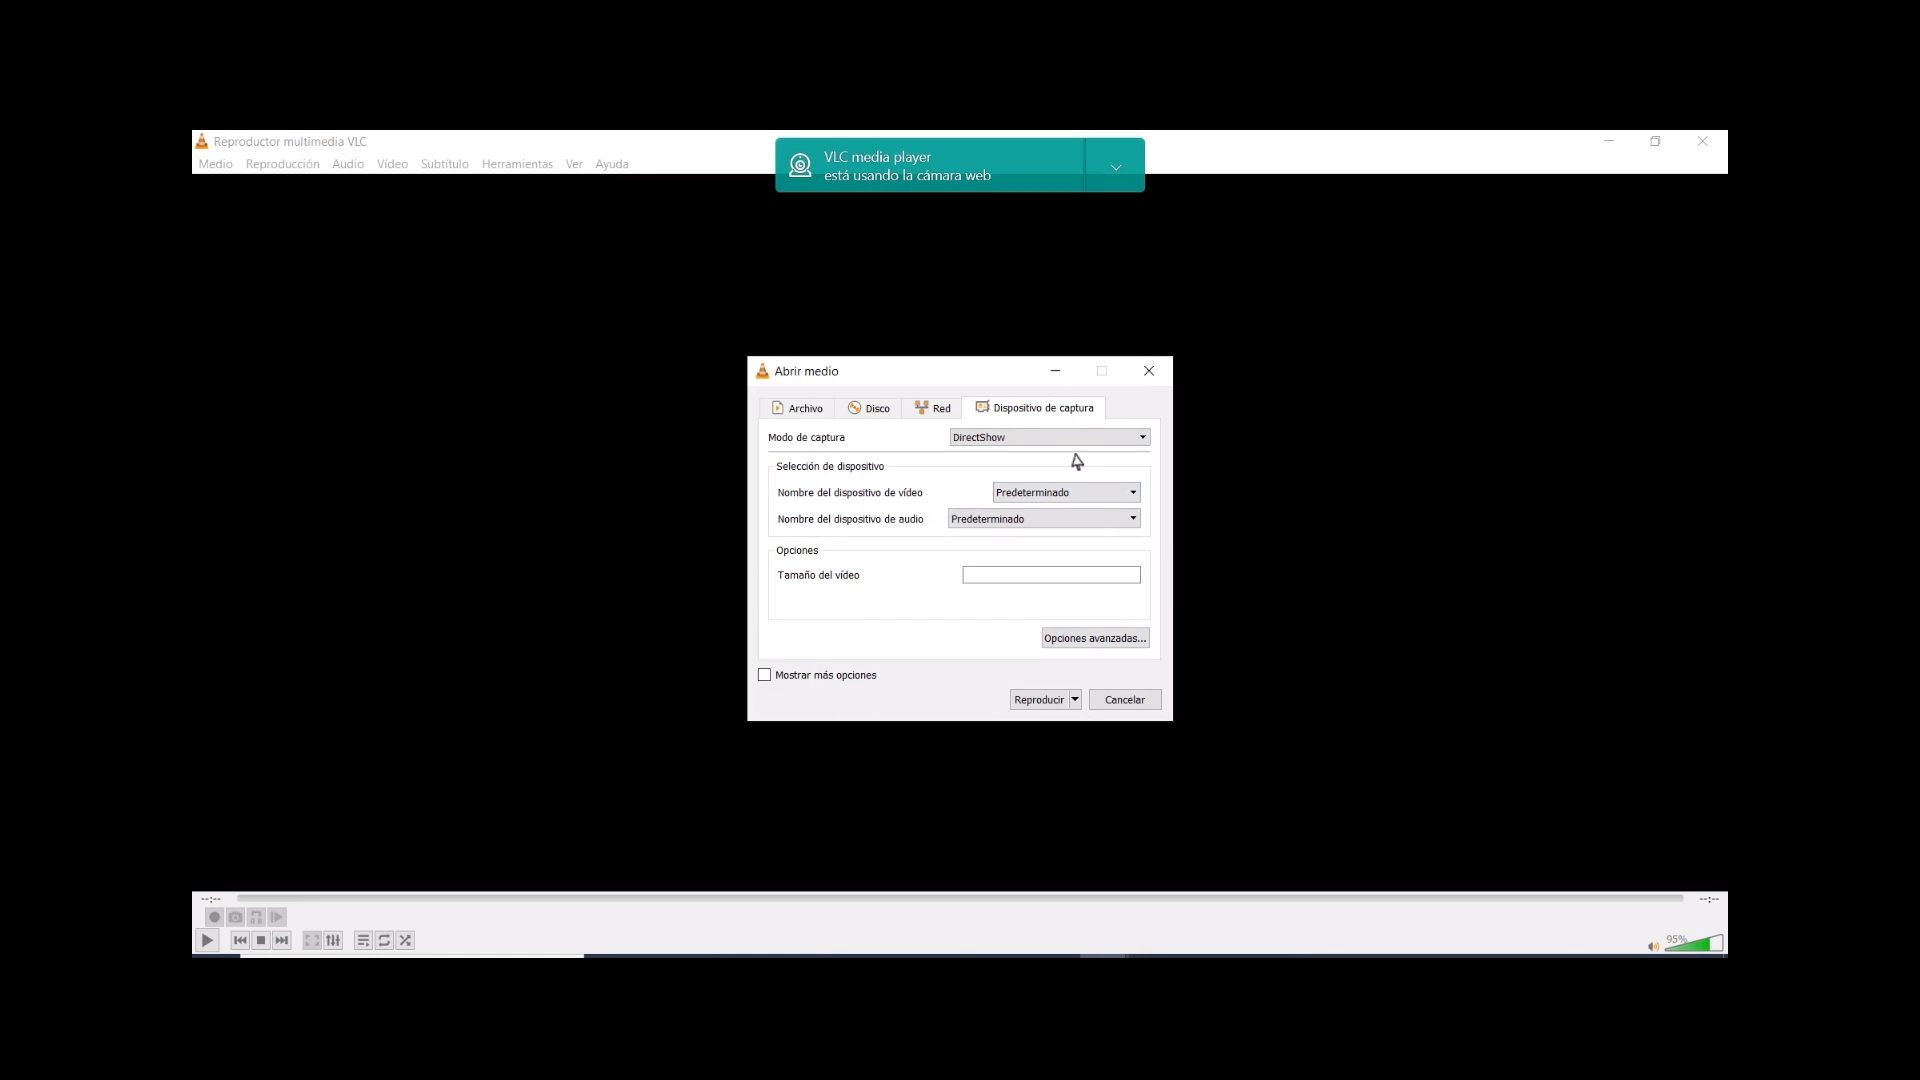 Reproductor multimedia VLC
Medio Reproducción Audio Vídeo Subtítulo Herramientas Ver Ayuda
VLC media player
está usando la cámara web
Abrir medio
Archivo Disco Red Dispositivo de captura
Modo de captura DirectShow
Selección de dispositivo
Nombre del dispositivo de vídeo Predeterminado
Nombre del dispositivo de audio Predeterminado
Opciones
Tamaño del vídeo
Opciones avanzadas...
Mostrar más opciones
Reproducir Cancelar
--:-- --:--
95%